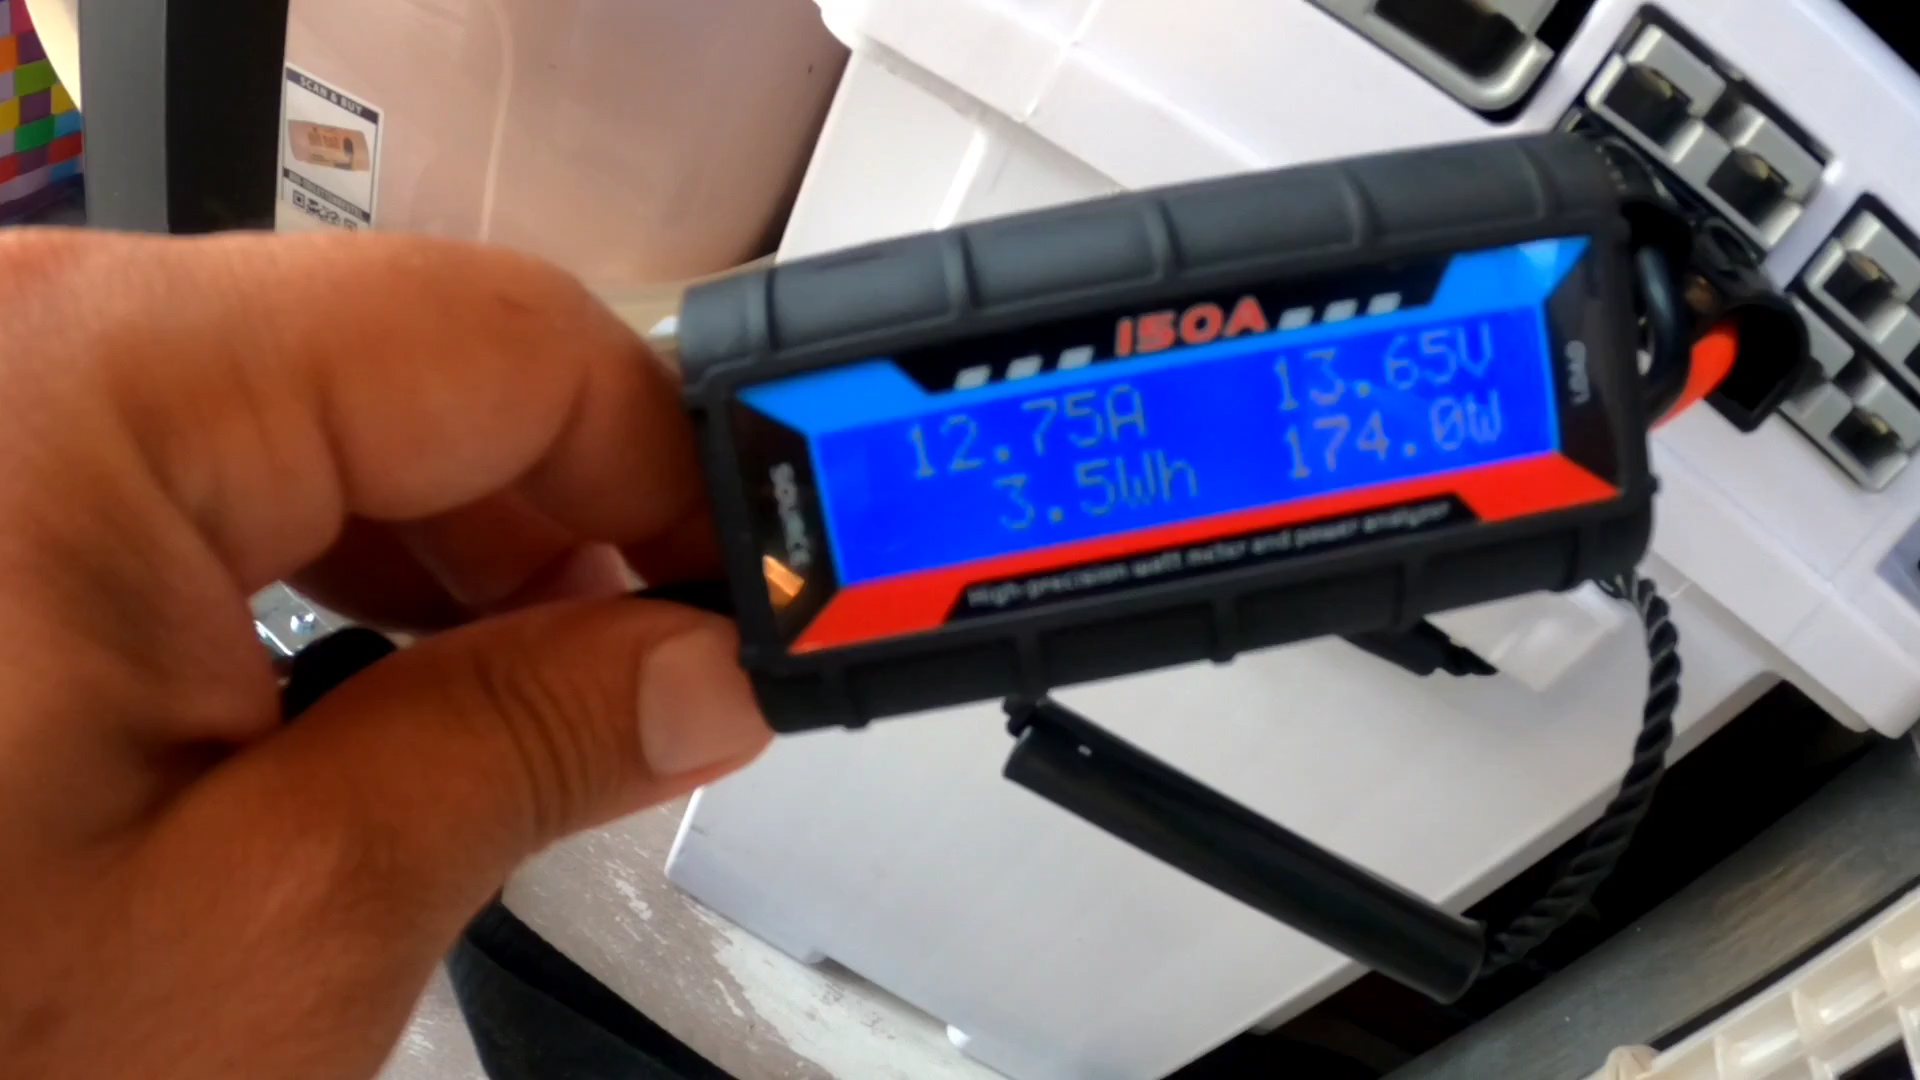 SCAN & BUY
150A
12.75A 13.65V
3.5Wh 174.0W
SOURCE
LOAD
High-precision watt meter and power analyzer